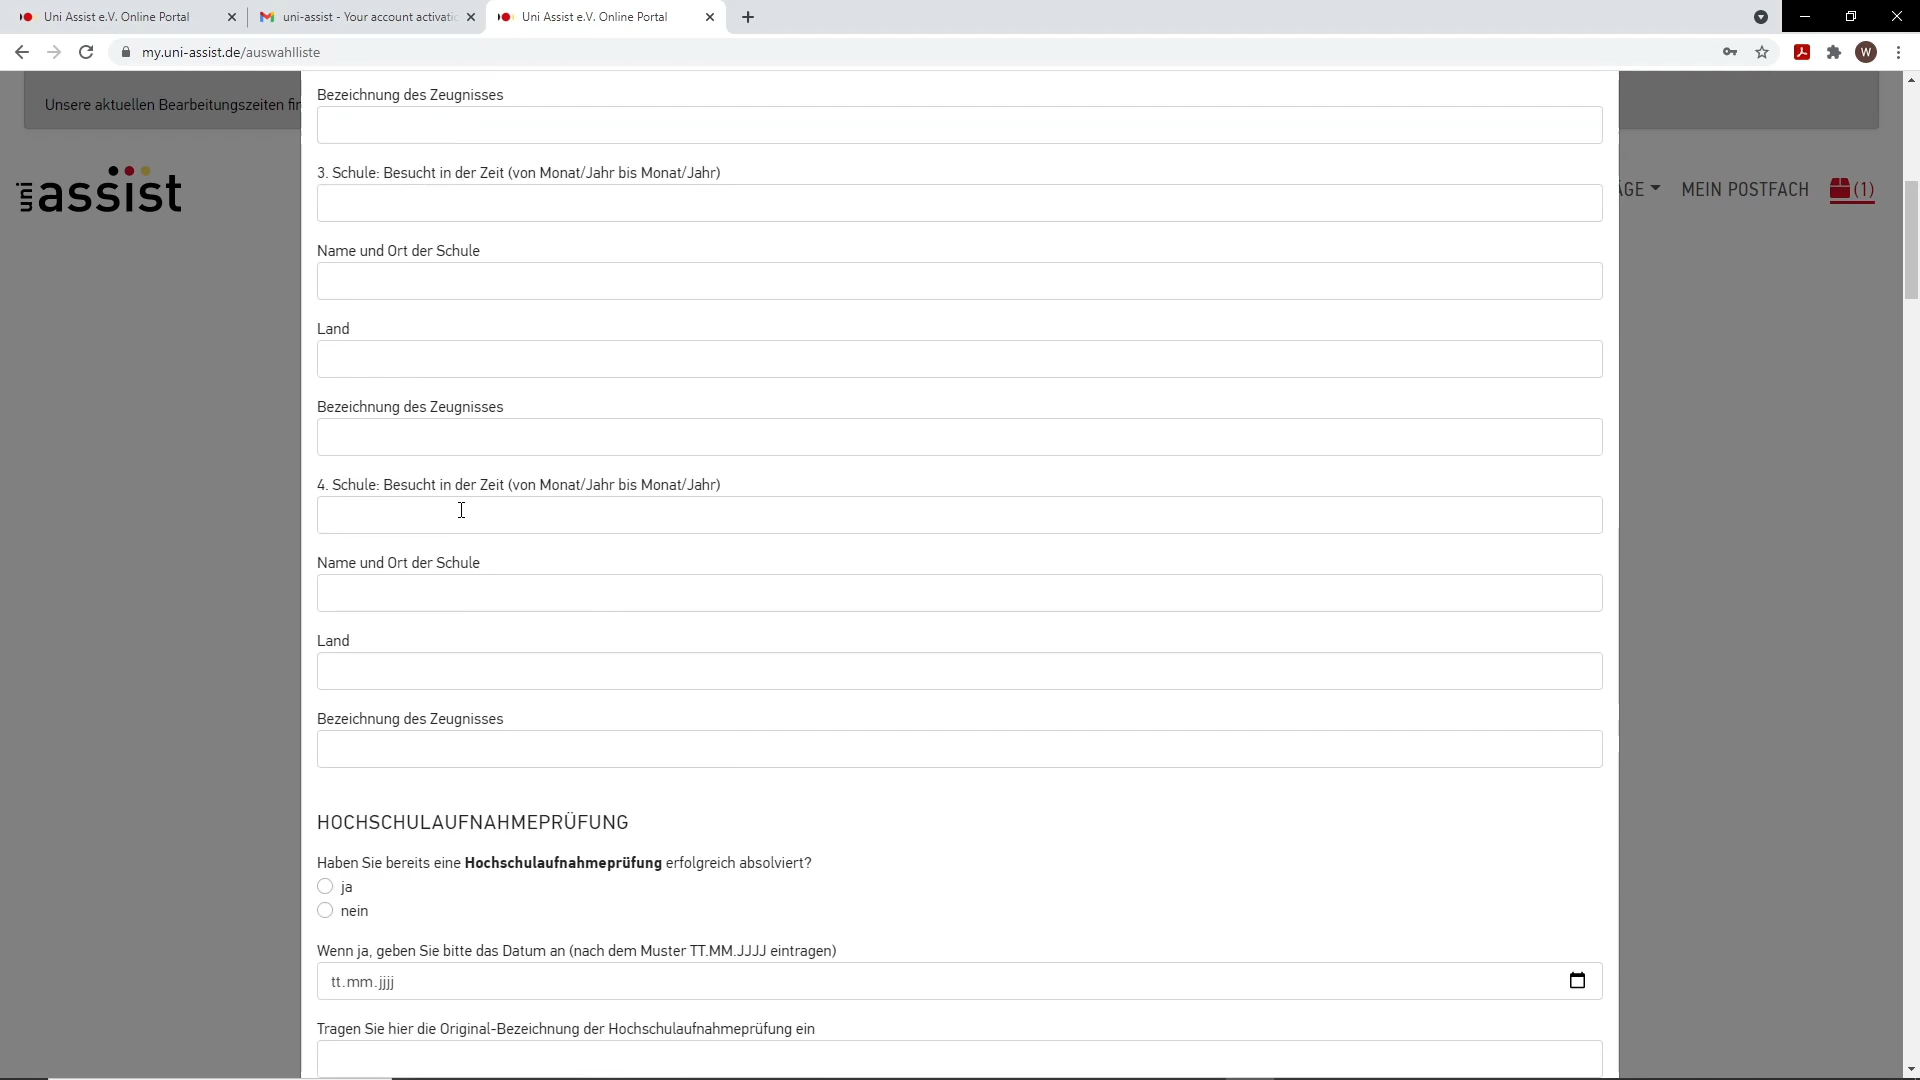 Uni Assist e.V. Online Portal
uni-assist - Your account activatio
Uni Assist e.V. Online Portal
my.uni-assist.de/auswahlliste
W
Unsere aktuellen Bearbeitungszeiten fin
uni assist
ÄGE
MEIN POSTFACH
(1)
Bezeichnung des Zeugnisses
3. Schule: Besucht in der Zeit (von Monat/Jahr bis Monat/Jahr)
Name und Ort der Schule
Land
Bezeichnung des Zeugnisses
4. Schule: Besucht in der Zeit (von Monat/Jahr bis Monat/Jahr)
Name und Ort der Schule
Land
Bezeichnung des Zeugnisses
HOCHSCHULAUFNAHMEPRÜFUNG
Haben Sie bereits eine Hochschulaufnahmeprüfung erfolgreich absolviert?
ja
nein
Wenn ja, geben Sie bitte das Datum an (nach dem Muster TT.MM.JJJJ eintragen)
tt.mm.jjjj
Tragen Sie hier die Original-Bezeichnung der Hochschulaufnahmeprüfung ein